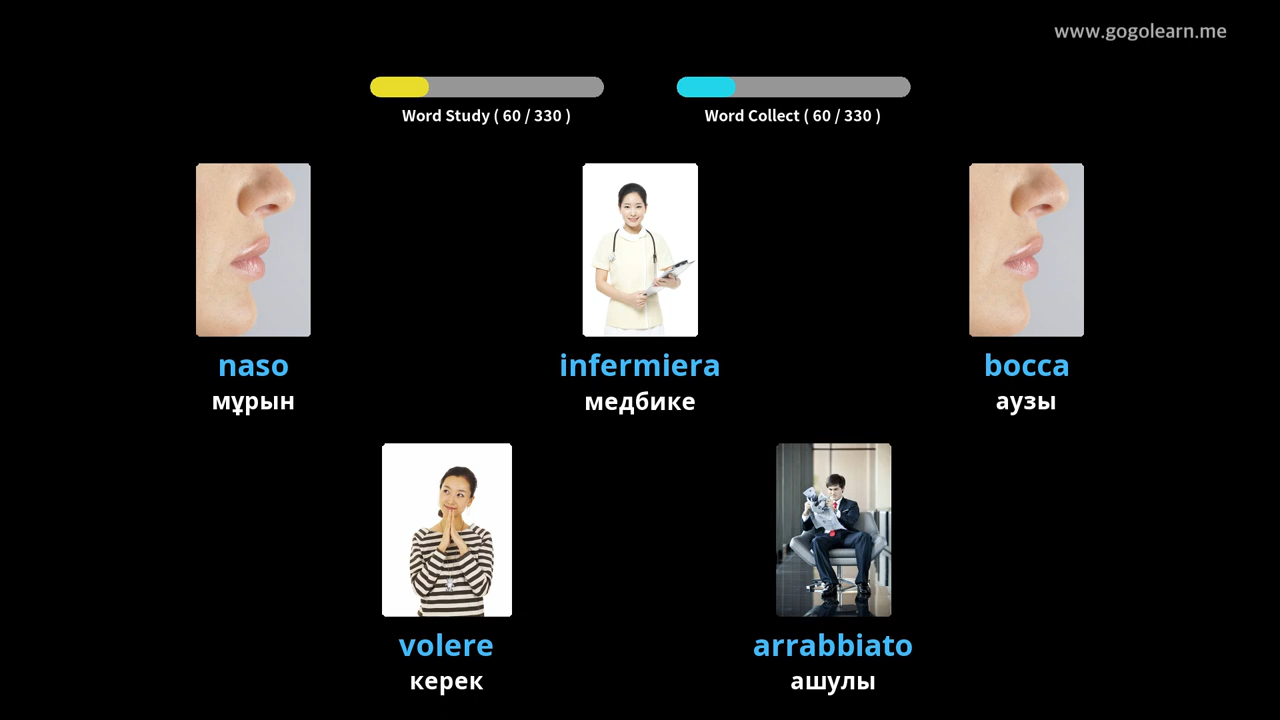 www.gogolearn.me
Word Study ( 60 / 330 )
Word Collect ( 60 / 330 )
naso
мұрын
infermiera
медбике
bocca
аузы
volere
керек
arrabbiato
ашулы